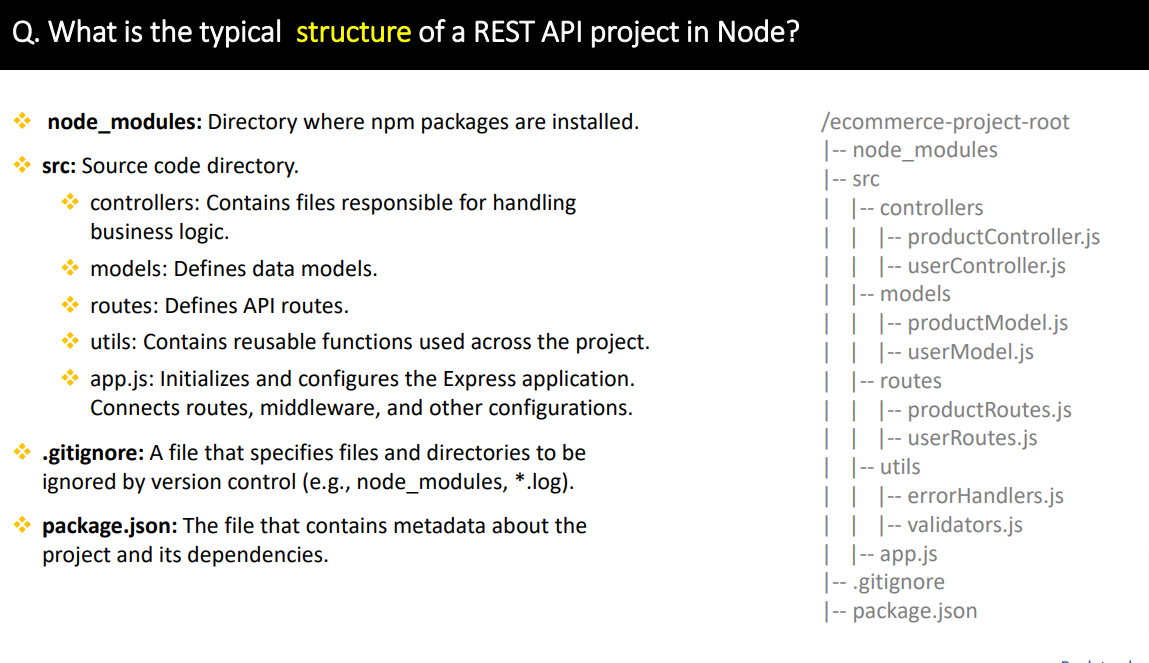 Q. What is the typical structure of a REST API project in Node?
node_modules: Directory where npm packages are installed.
src: Source code directory.
controllers: Contains files responsible for handling
business logic.
models: Defines data models.
routes: Defines API routes.
utils: Contains reusable functions used across the project.
app.js: Initializes and configures the Express application.
Connects routes, middleware, and other configurations.
.gitignore: A file that specifies files and directories to be
ignored by version control (e.g., node_modules, *.log).
package.json: The file that contains metadata about the
project and its dependencies.
/ecommerce-project-root
|-- node_modules
|-- src
| |-- controllers
| | |-- productController.js
| | |-- userController.js
| |-- models
| | |-- productModel.js
| | |-- userModel.js
| |-- routes
| | |-- productRoutes.js
| | |-- userRoutes.js
| |-- utils
| | |-- errorHandlers.js
| | |-- validators.js
| |-- app.js
|-- .gitignore
|-- package.json